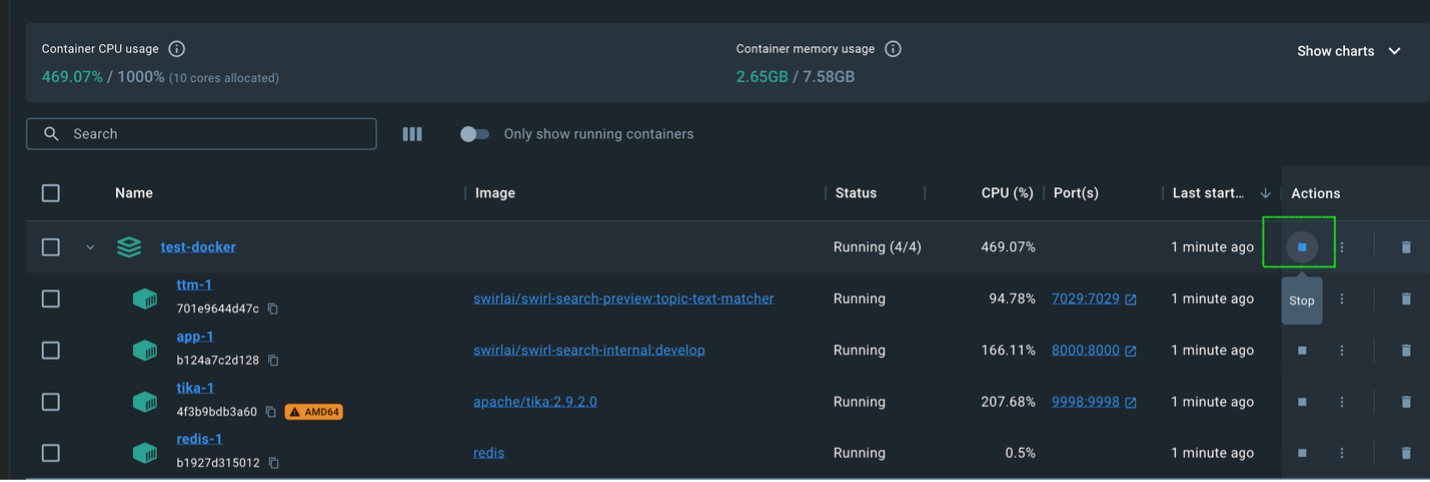 Container CPU usage
469.07% / 1000% (10 cores allocated)
Container memory usage
2.65GB / 7.58GB
Show charts
Search
Only show running containers
Name Image Status CPU (%) Port(s) Last start... Actions
test-docker Running (4/4) 469.07% 1 minute ago
ttm-1
701e9644d47c
swirlai/swirl-search-preview:topic-text-matcher Running 94.78% 7029:7029 1 minute ago
Stop
app-1
b124a7c2d128
swirlai/swirl-search-internal:develop Running 166.11% 8000:8000 1 minute ago
tika-1
4f3b9bdb3a60 AMD64
apache/tika:2.9.2.0 Running 207.68% 9998:9998 1 minute ago
redis-1
b1927d315012
redis Running 0.5% 1 minute ago